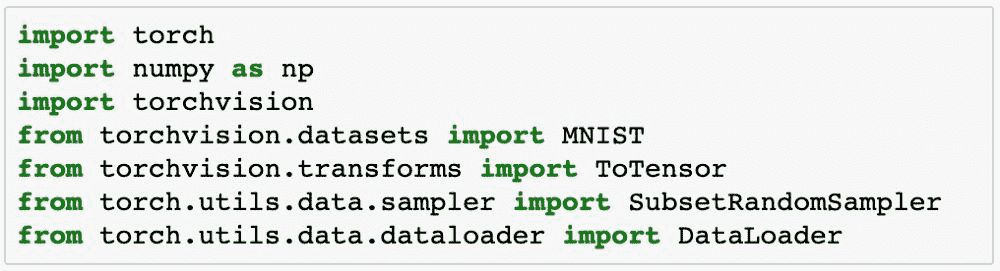 import torch
import numpy as np
import torchvision
from torchvision.datasets import MNIST
from torchvision.transforms import ToTensor
from torch.utils.data.sampler import SubsetRandomSampler
from torch.utils.data.dataloader import DataLoader